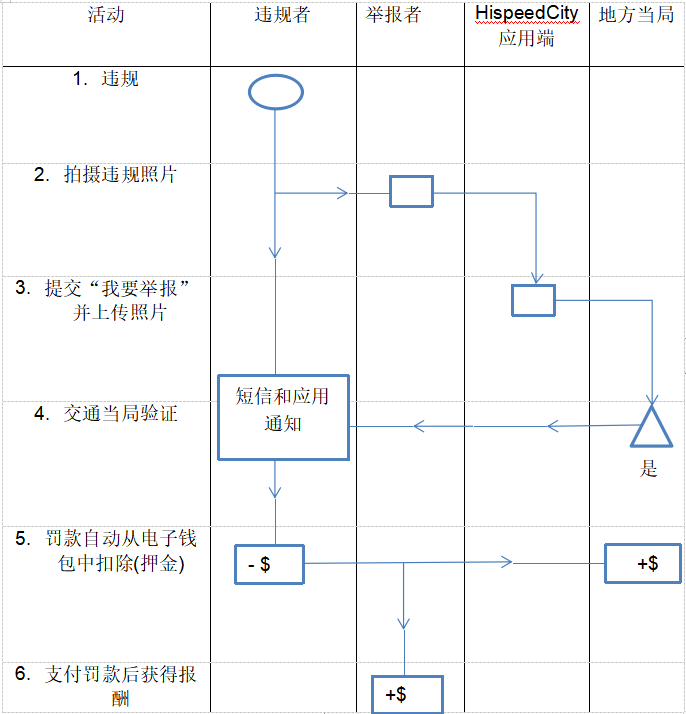 活动
违规者
举报者
HispeedCity
应用端
地方当局
1. 违规
2. 拍摄违规照片
3. 提交“我要举报”
并上传照片
短信和应用
通知
4. 交通当局验证
是
5. 罚款自动从电子钱
包中扣除(押金)
- $
+$
6. 支付罚款后获得报
酬
+$